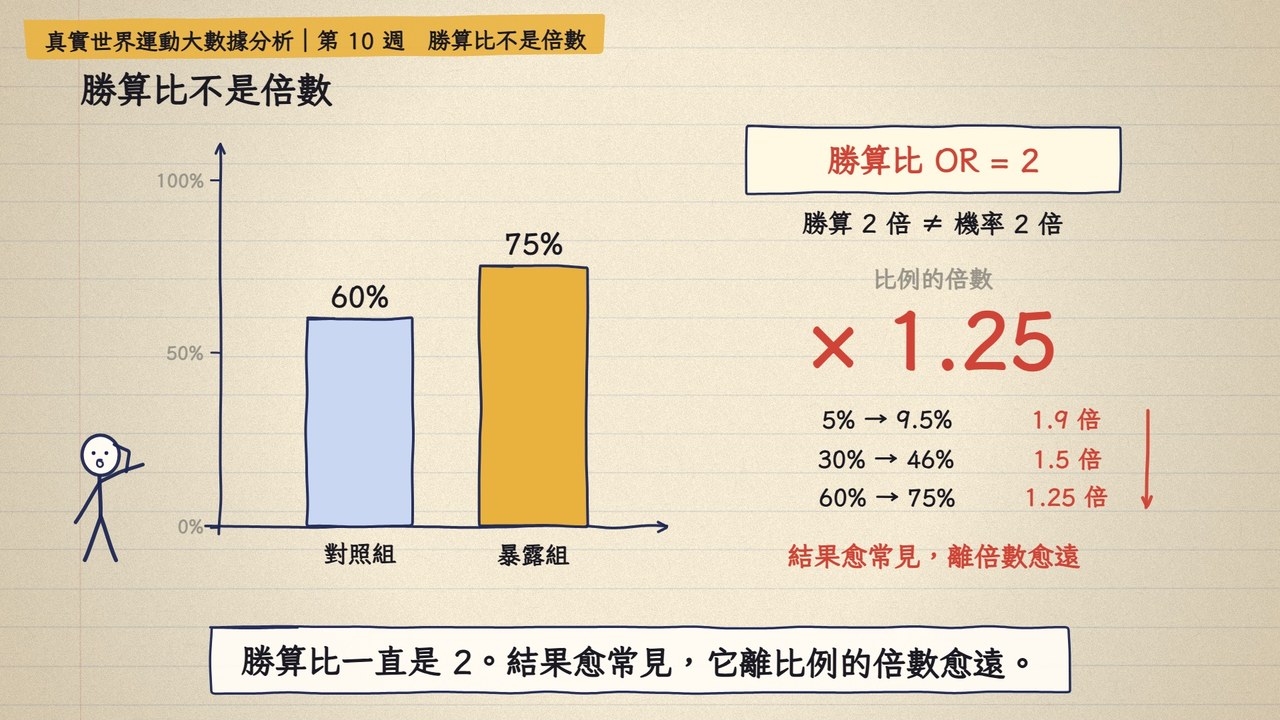 真實世界運動大數據分析｜第 10 週　勝算比不是倍數
勝算比不是倍數
100%
50%
0%
60%
75%
對照組
暴露組
勝算比 OR = 2
勝算 2 倍 ≠ 機率 2 倍
比例的倍數
× 1.25
5% → 9.5%　1.9 倍
30% → 46%　1.5 倍
60% → 75%　1.25 倍
結果愈常見，離倍數愈遠
勝算比一直是 2。結果愈常見，它離比例的倍數愈遠。